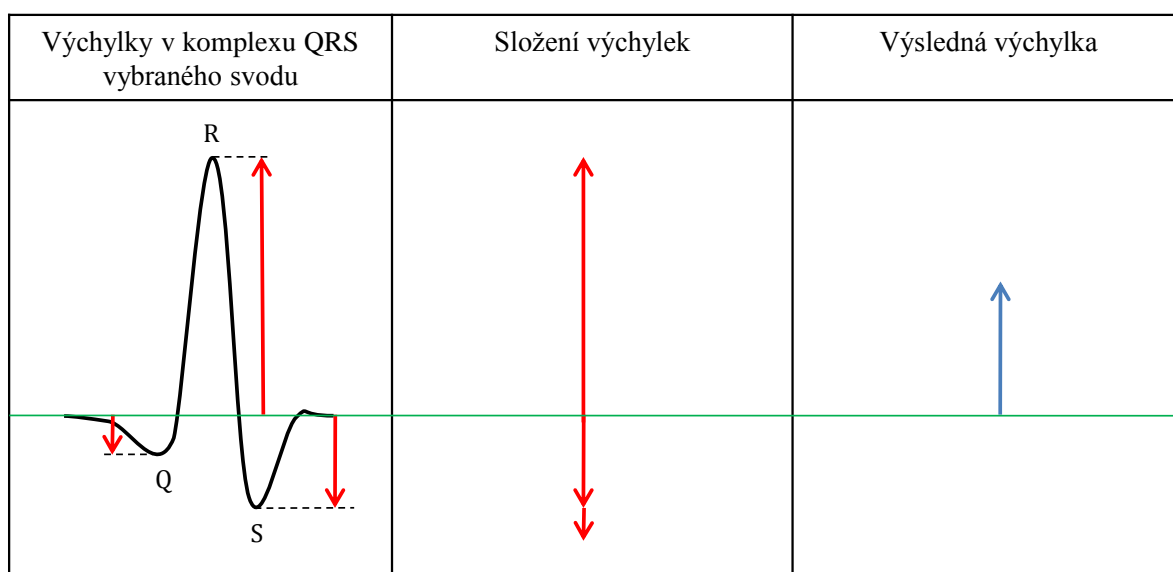 Výchylky v komplexu QRS
vybraného svodu
Složení výchylek
Výsledná výchylka
R
Q
S